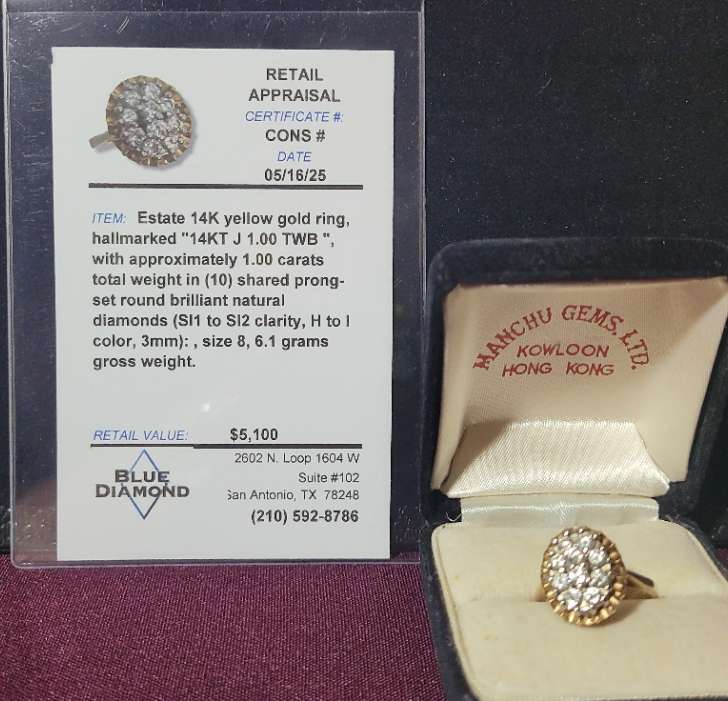 RETAIL
APPRAISAL
CERTIFICATE #:
CONS #
DATE
05/16/25
ITEM: Estate 14K yellow gold ring,
hallmarked "14KT J 1.00 TWB ",
with approximately 1.00 carats
total weight in (10) shared prong-
set round brilliant natural
diamonds (SI1 to SI2 clarity, H to I
color, 3mm): , size 8, 6.1 grams
gross weight.
RETAIL VALUE: $5,100
BLUE
DIAMOND
2602 N. Loop 1604 W
Suite #102
San Antonio, TX 78248
(210) 592-8786
MANCHU GEMS, LTD.
KOWLOON
HONG KONG